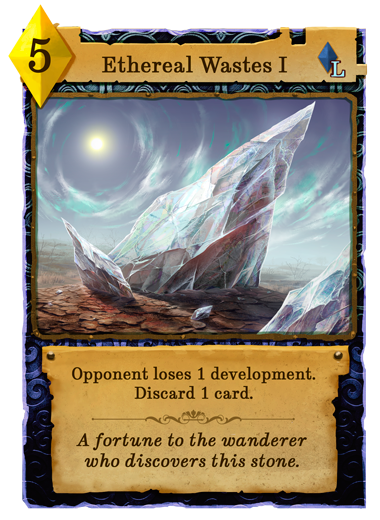 5
Ethereal Wastes I
L
Opponent loses 1 development.
Discard 1 card.
A fortune to the wanderer
who discovers this stone.